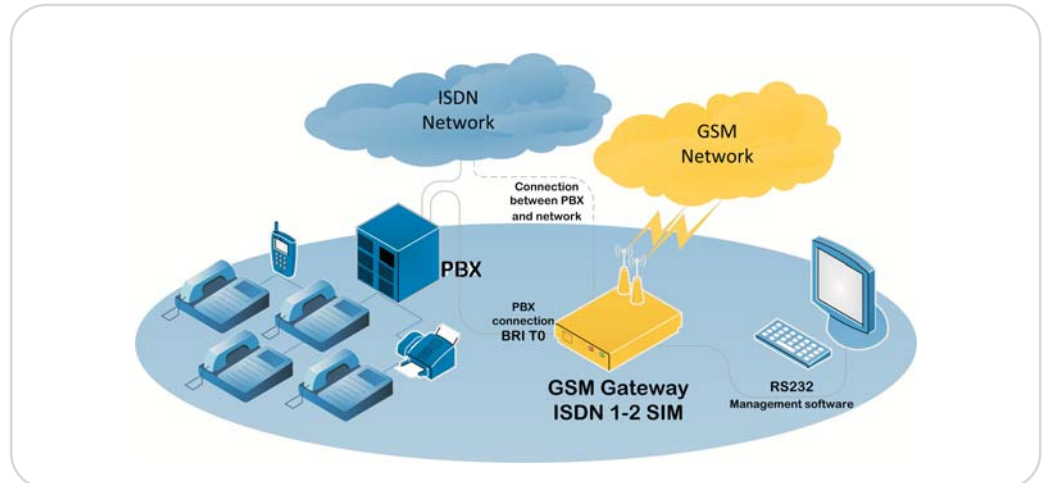 ISDN
Network
GSM
Network
Connection
between PBX
and network
PBX
PBX
connection
BRI T0
GSM Gateway
ISDN 1-2 SIM
RS232
Management software